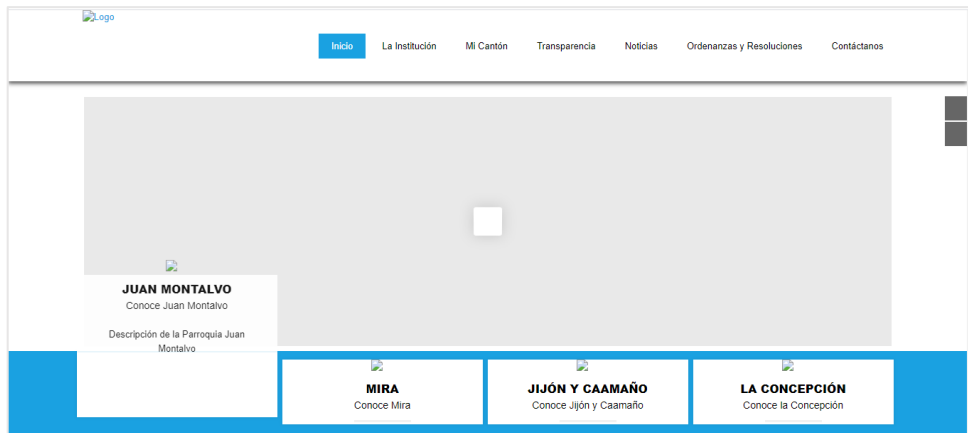 Logo
Inicio
La Institución
Mi Cantón
Transparencia
Noticias
Ordenanzas y Resoluciones
Contáctanos
JUAN MONTALVO
Conoce Juan Montalvo
Descripción de la Parroquia Juan
Montalvo
MIRA
Conoce Mira
JIJÓN Y CAAMAÑO
Conoce Jijón y Caamaño
LA CONCEPCIÓN
Conoce la Concepción